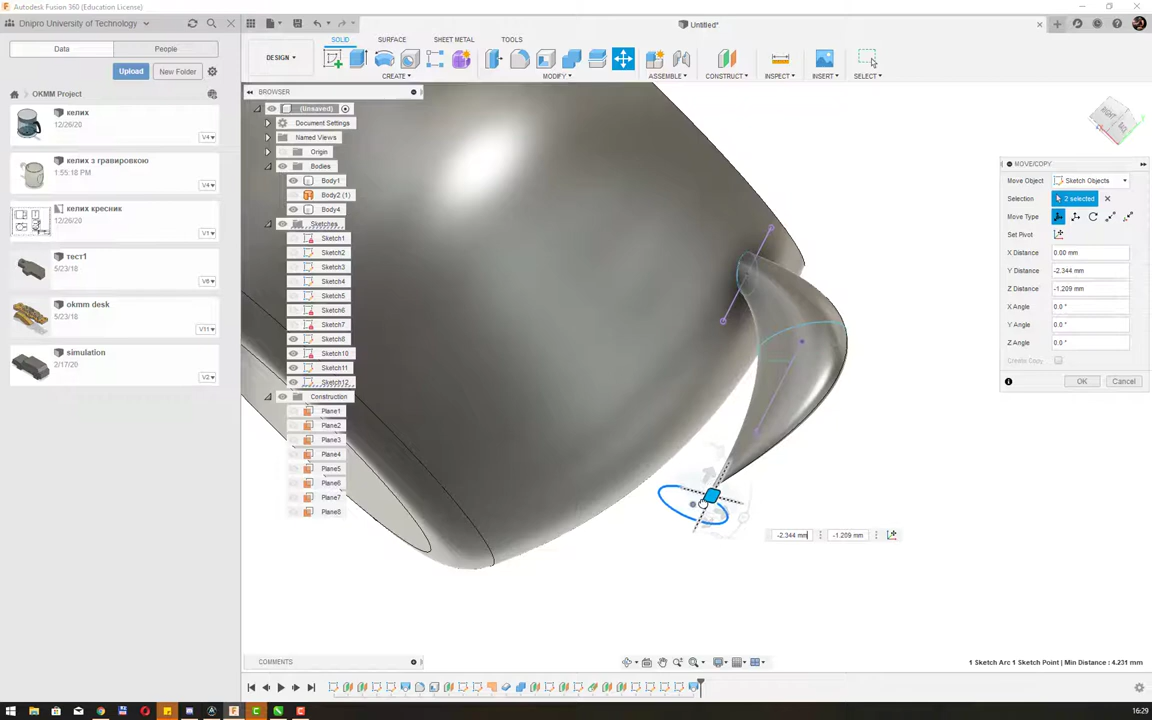 Autodesk Fusion 360 (Education License)
Dnipro University of Technology
Untitled*
Data
People
Upload
New Folder
OKMM Project
келих
12/26/20
V4
келих з гравировкою
1:55:18 PM
V4
келих кресник
12/26/20
V1
тест1
5/23/18
V6
okmm desk
5/23/18
V11
simulation
2/17/20
V2
DESIGN
SOLID
SURFACE
SHEET METAL
TOOLS
CREATE
MODIFY
ASSEMBLE
CONSTRUCT
INSPECT
INSERT
SELECT
BROWSER
(Unsaved)
Document Settings
Named Views
Origin
Bodies
Body1
Body2 (1)
Body4
Sketches
Sketch1
Sketch2
Sketch3
Sketch4
Sketch5
Sketch6
Sketch7
Sketch8
Sketch10
Sketch11
Sketch12
Construction
Plane1
Plane2
Plane3
Plane4
Plane5
Plane6
Plane7
Plane8
RIGHT
MOVE/COPY
Move Object
Sketch Objects
Selection
2 selected
Move Type
Set Pivot
X Distance
0.00 mm
Y Distance
-2.344 mm
Z Distance
-1.209 mm
X Angle
0.0 °
Y Angle
0.0 °
Z Angle
0.0 °
Create Copy
OK
Cancel
-2.344 mm
-1.209 mm
COMMENTS
1 Sketch Arc 1 Sketch Point | Min Distance : 4.231 mm
16:29